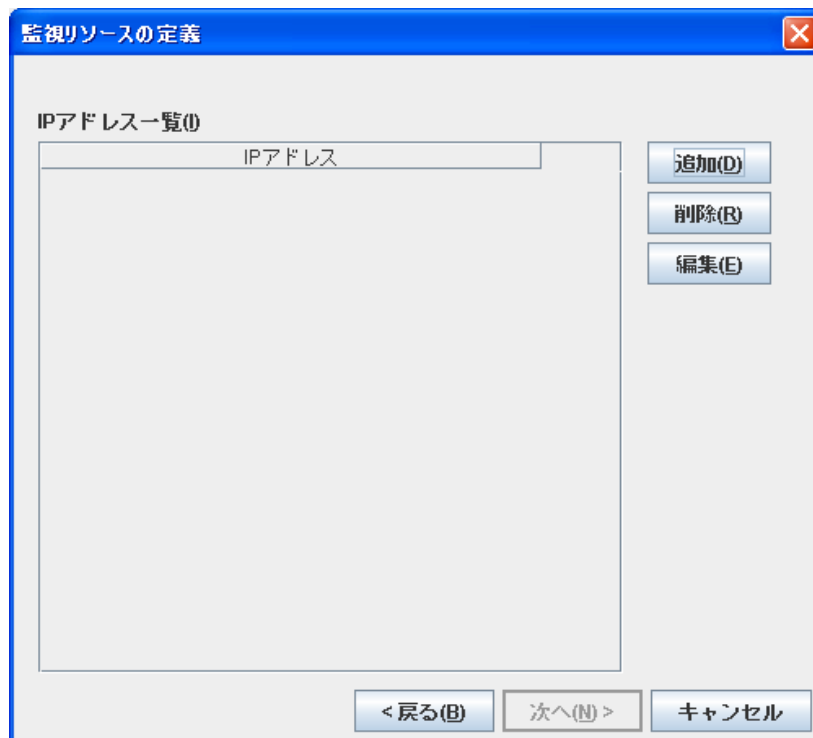 監視リソースの定義
IPアドレス一覧(I)
IPアドレス
追加(D)
削除(R)
編集(E)
<戻る(B)
次へ(N)>
キャンセル